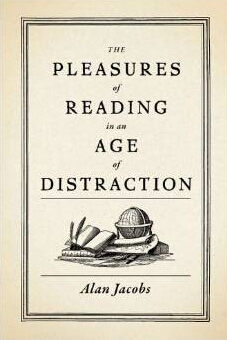 THE
PLEASURES
of
READING
in an
AGE
of
DISTRACTION
Alan Jacobs